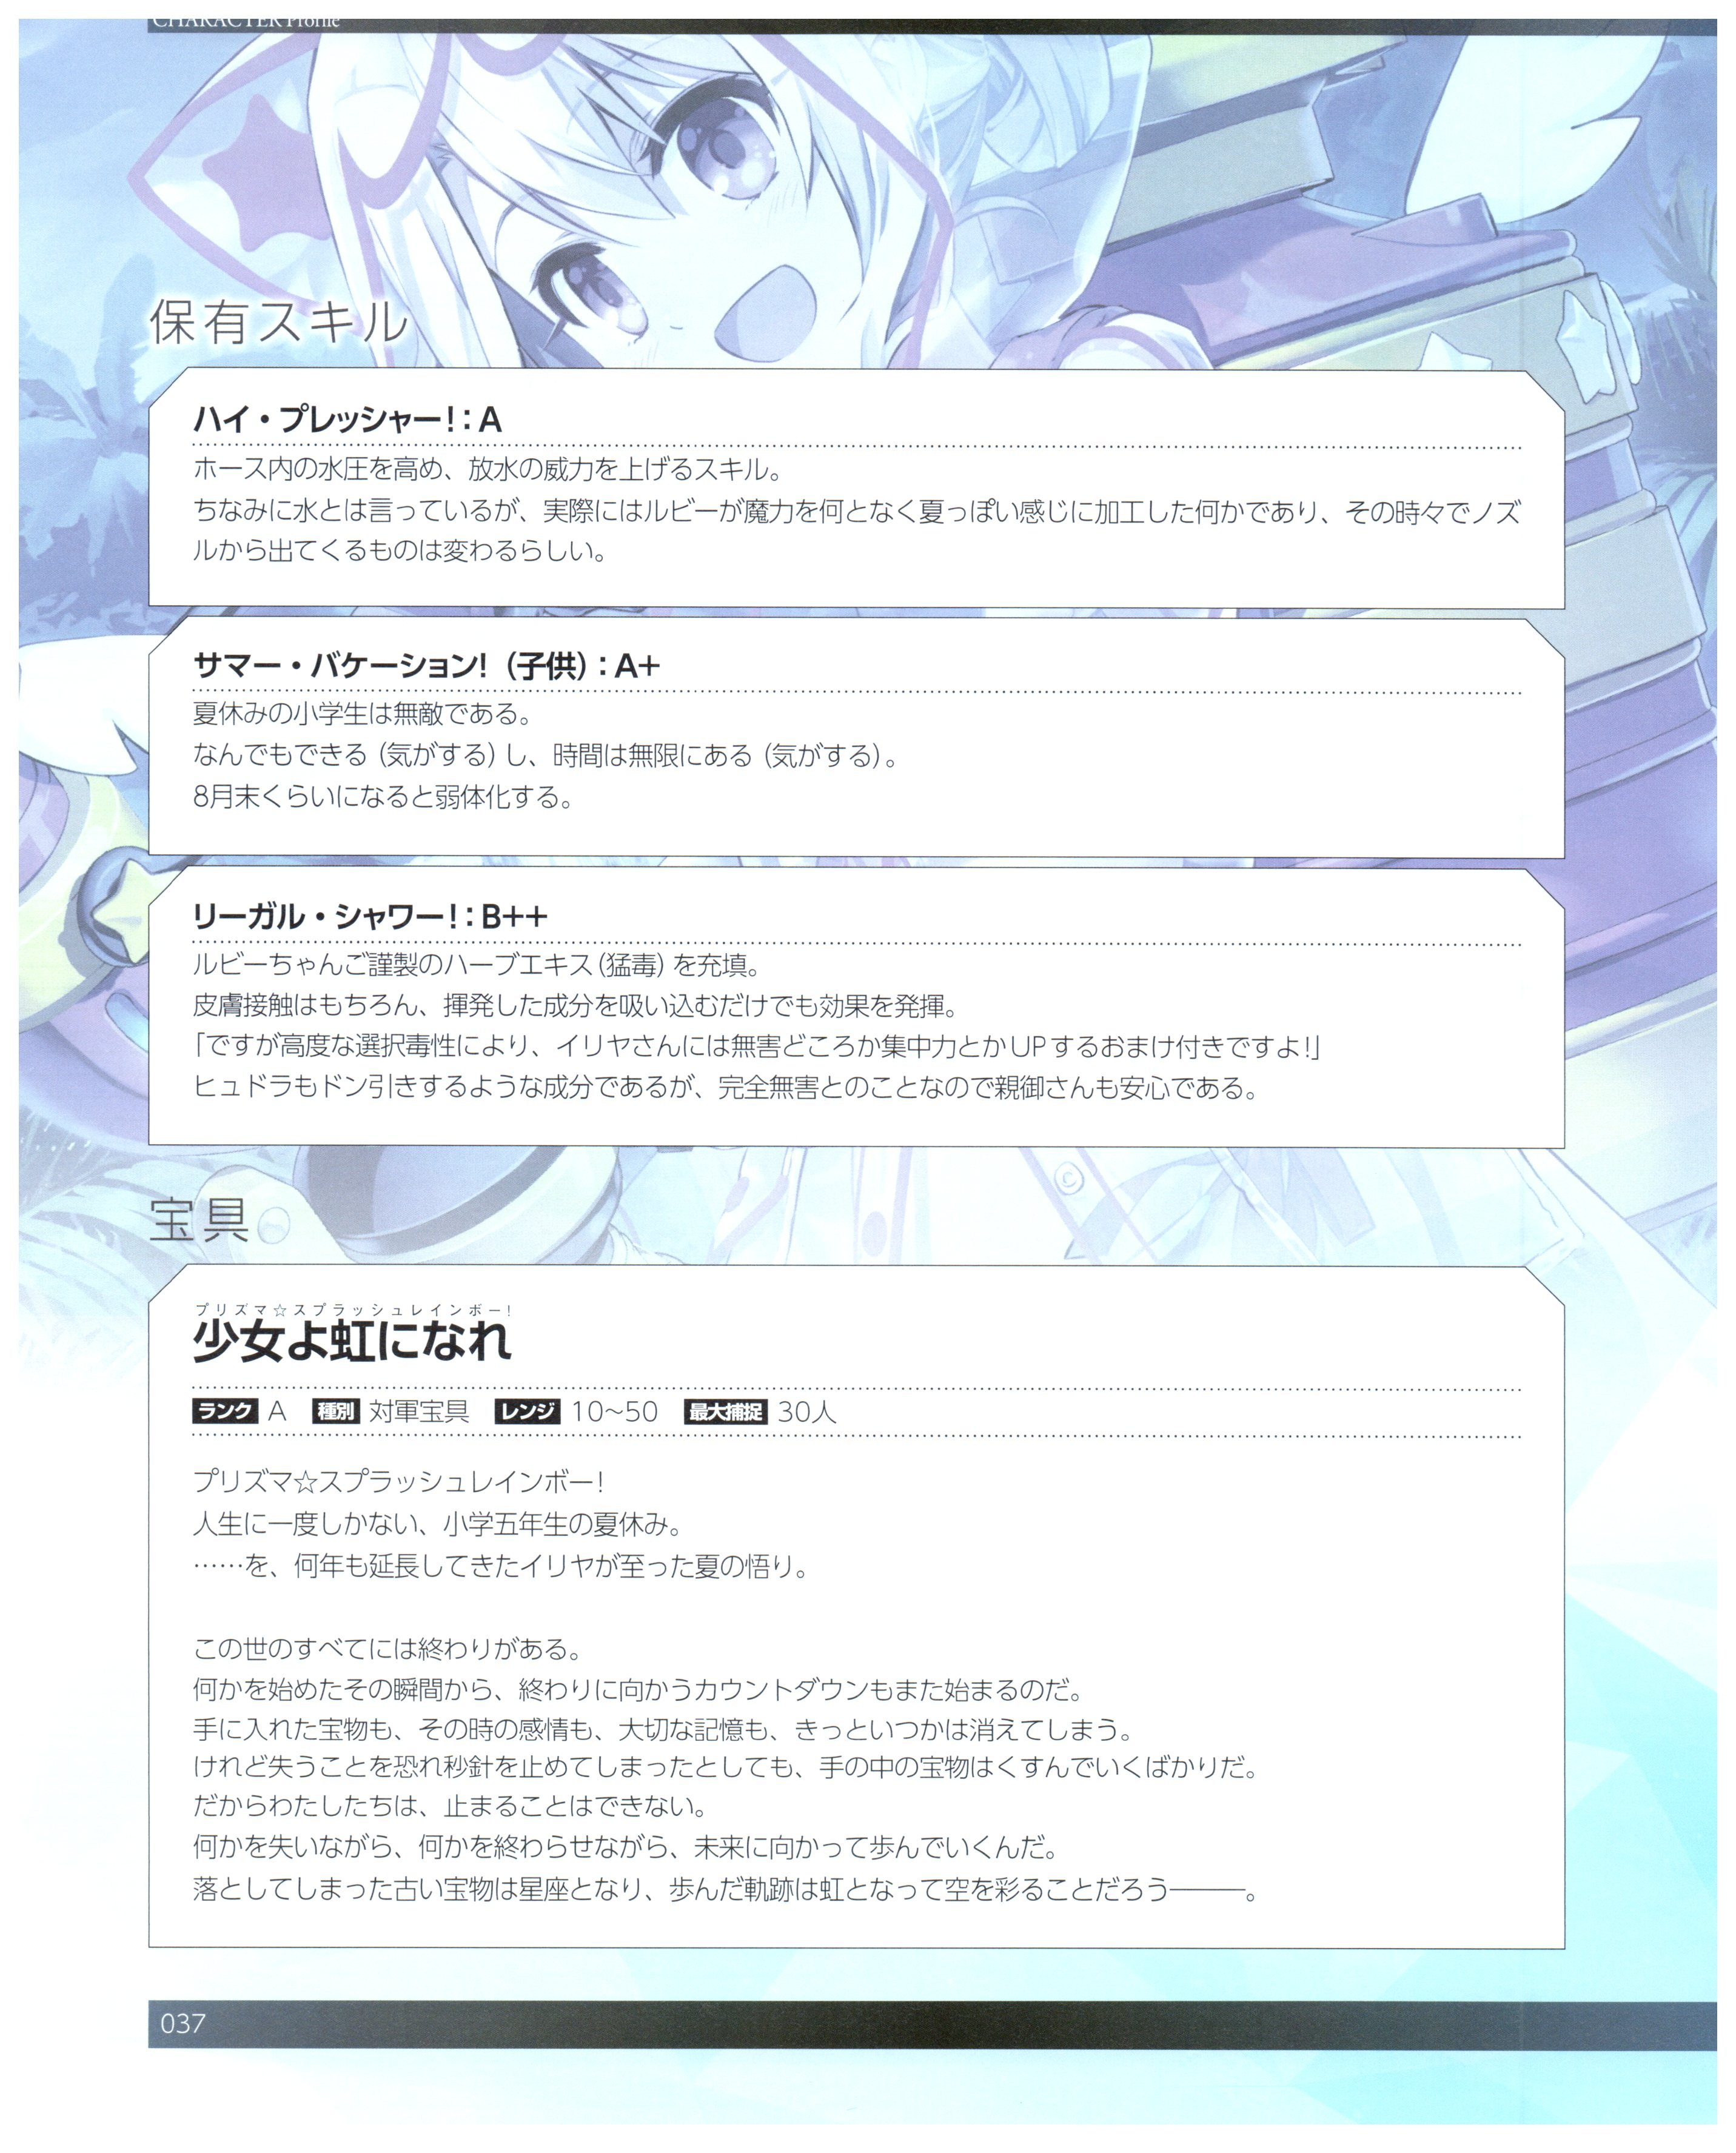 CHARACTER Profile
保有スキル
ハイ・プレッシャー!:A
ホース内の水圧を高め、放水の威力を上げるスキル。
ちなみに水とは言っているが、実際にはルビーが魔力を何となく夏っぽい感じに加工した何かであり、その時々でノズ
ルから出てくるものは変わるらしい。
サマー・バケーション!（子供）:A+
夏休みの小学生は無敵である。
なんでもできる（気がする）し、時間は無限にある（気がする）。
8月末くらいになると弱体化する。
リーガル・シャワー!:B++
ルビーちゃんご謹製のハーブエキス（猛毒）を充填。
皮膚接触はもちろん、揮発した成分を吸い込むだけでも効果を発揮。
「ですが高度な選択毒性により、イリヤさんには無害どころか集中力とかUPするおまけ付きですよ!」
ヒュドラもドン引きするような成分であるが、完全無害とのことなので親御さんも安心である。
宝具
プリズマ☆スプラッシュレインボー!
少女よ虹になれ
ランク A 種別 対軍宝具 レンジ 10~50 最大捕捉 30人
プリズマ☆スプラッシュレインボー!
人生に一度しかない、小学五年生の夏休み。
……を、何年も延長してきたイリヤが至った夏の悟り。
この世のすべてには終わりがある。
何かを始めたその瞬間から、終わりに向かうカウントダウンもまた始まるのだ。
手に入れた宝物も、その時の感情も、大切な記憶も、きっといつかは消えてしまう。
けれど失うことを恐れ秒針を止めてしまったとしても、手の中の宝物はくすんでいくばかりだ。
だからわたしたちは、止まることはできない。
何かを失いながら、何かを終わらせながら、未来に向かって歩んでいくんだ。
落としてしまった古い宝物は星座となり、歩んだ軌跡は虹となって空を彩ることだろう———。
037